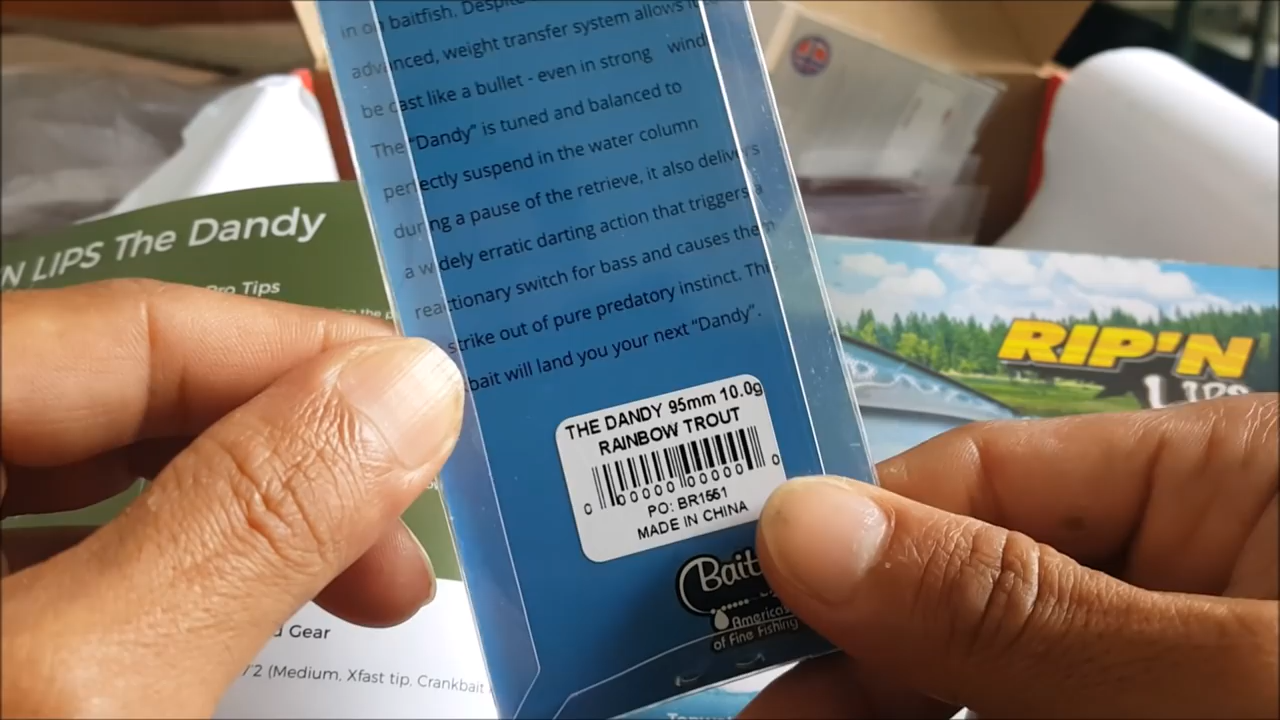 in on baitfish. Despite
advanced, weight transfer system allows it
be cast like a bullet - even in strong wind
The "Dandy" is tuned and balanced to
perfectly suspend in the water column
during a pause of the retrieve, it also delivers
a widely erratic darting action that triggers a
reactionary switch for bass and causes them
strike out of pure predatory instinct. Thi
kbait will land you your next "Dandy".
THE DANDY 95mm 10.0g
RAINBOW TROUT
0 00000 00000 0
PO: BR1551
MADE IN CHINA
Bait
America
of Fine Fishing
N LIPS The Dandy
Pro Tips
d Gear
(Medium, Xfast tip, Crankbait
RIP'N
LIPS